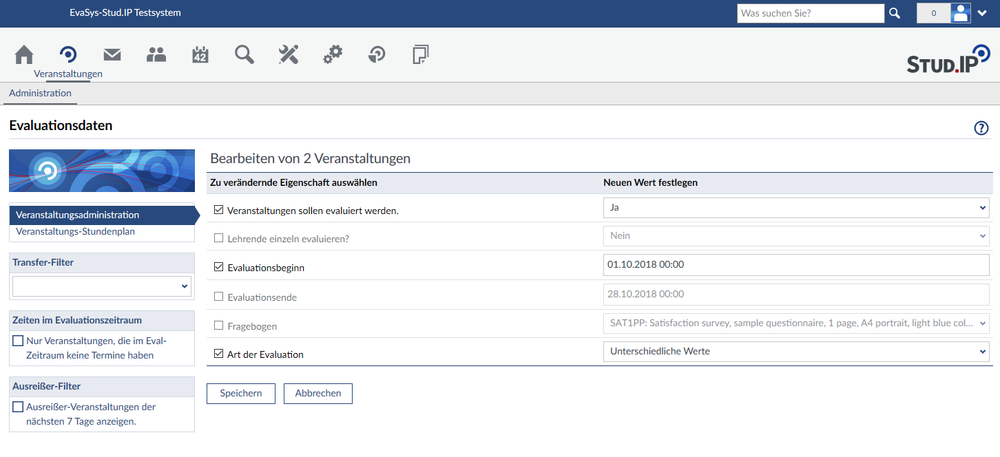 EvaSys-Stud.IP Testsystem
Was suchen Sie?
0
42
Veranstaltungen
STUD.IP
Administration
Evaluationsdaten
?
Veranstaltungsadministration
Veranstaltungs-Stundenplan
Transfer-Filter
Zeiten im Evaluationszeitraum
Nur Veranstaltungen, die im Eval-
Zeitraum keine Termine haben
Ausreißer-Filter
Ausreißer-Veranstaltungen der
nächsten 7 Tage anzeigen.
Bearbeiten von 2 Veranstaltungen
Zu verändernde Eigenschaft auswählen Neuen Wert festlegen
Veranstaltungen sollen evaluiert werden. Ja
Lehrende einzeln evaluieren? Nein
Evaluationsbeginn 01.10.2018 00:00
Evaluationsende 28.10.2018 00:00
Fragebogen SAT1PP: Satisfaction survey, sample questionnaire, 1 page, A4 portrait, light blue col...
Art der Evaluation Unterschiedliche Werte
Speichern Abbrechen